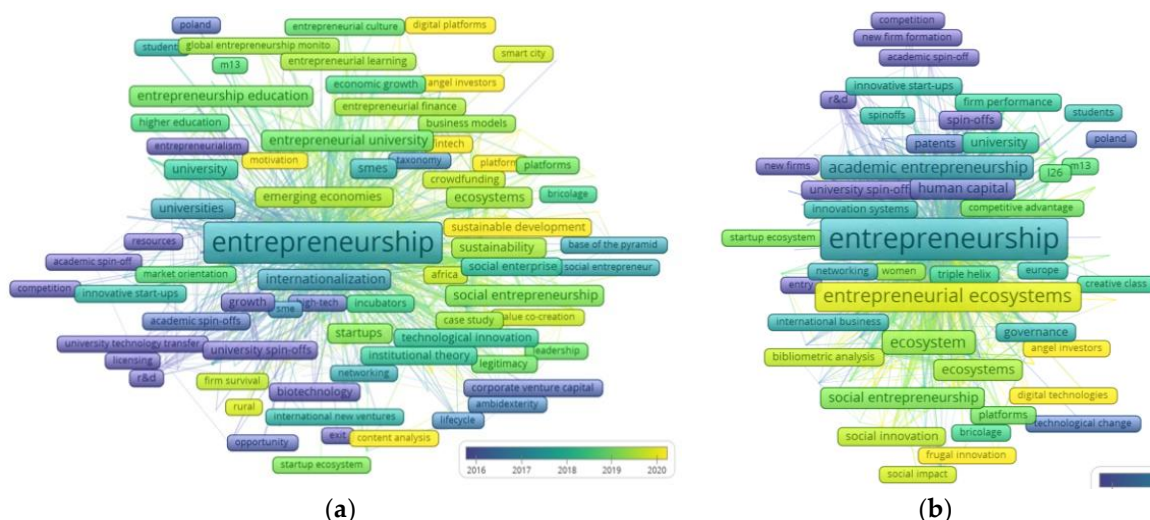 poland
entrepreneurial culture
digital platforms
students
global entrepreneurship monito
smart city
m13
entrepreneurial learning
economic growth
angel investors
entrepreneurship education
entrepreneurial finance
higher education
business models
entrepreneurial university
entrepreneurialism
fintech
motivation
taxonomy
university
smes
platform
platforms
crowdfunding
emerging economies
ecosystems
bricolage
universities
sustainable development
entrepreneurship
resources
sustainability
base of the pyramid
academic spin-off
social enterprise
social entrepreneur
market orientation
internationalization
africa
competition
innovative start-ups
growth
high-tech
incubators
social entrepreneurship
sme
academic spin-offs
case study
value co-creation
startups
technological innovation
university technology transfer
university spin-offs
institutional theory
leadership
licensing
legitimacy
r&d
firm survival
networking
biotechnology
corporate venture capital
rural
ambidexterity
international new ventures
lifecycle
opportunity
exit
content analysis
startup ecosystem
2016 2017 2018 2019 2020
(a)
competition
new firm formation
academic spin-off
innovative start-ups
r&d
firm performance
spinoffs
spin-offs
students
patents
university
poland
new firms
academic entrepreneurship
m13
l26
university spin-off
human capital
innovation systems
competitive advantage
startup ecosystem
entrepreneurship
networking
women
triple helix
europe
entry
creative class
entrepreneurial ecosystems
international business
governance
ecosystem
angel investors
bibliometric analysis
ecosystems
digital technologies
social entrepreneurship
platforms
technological change
bricolage
social innovation
frugal innovation
social impact
(b)